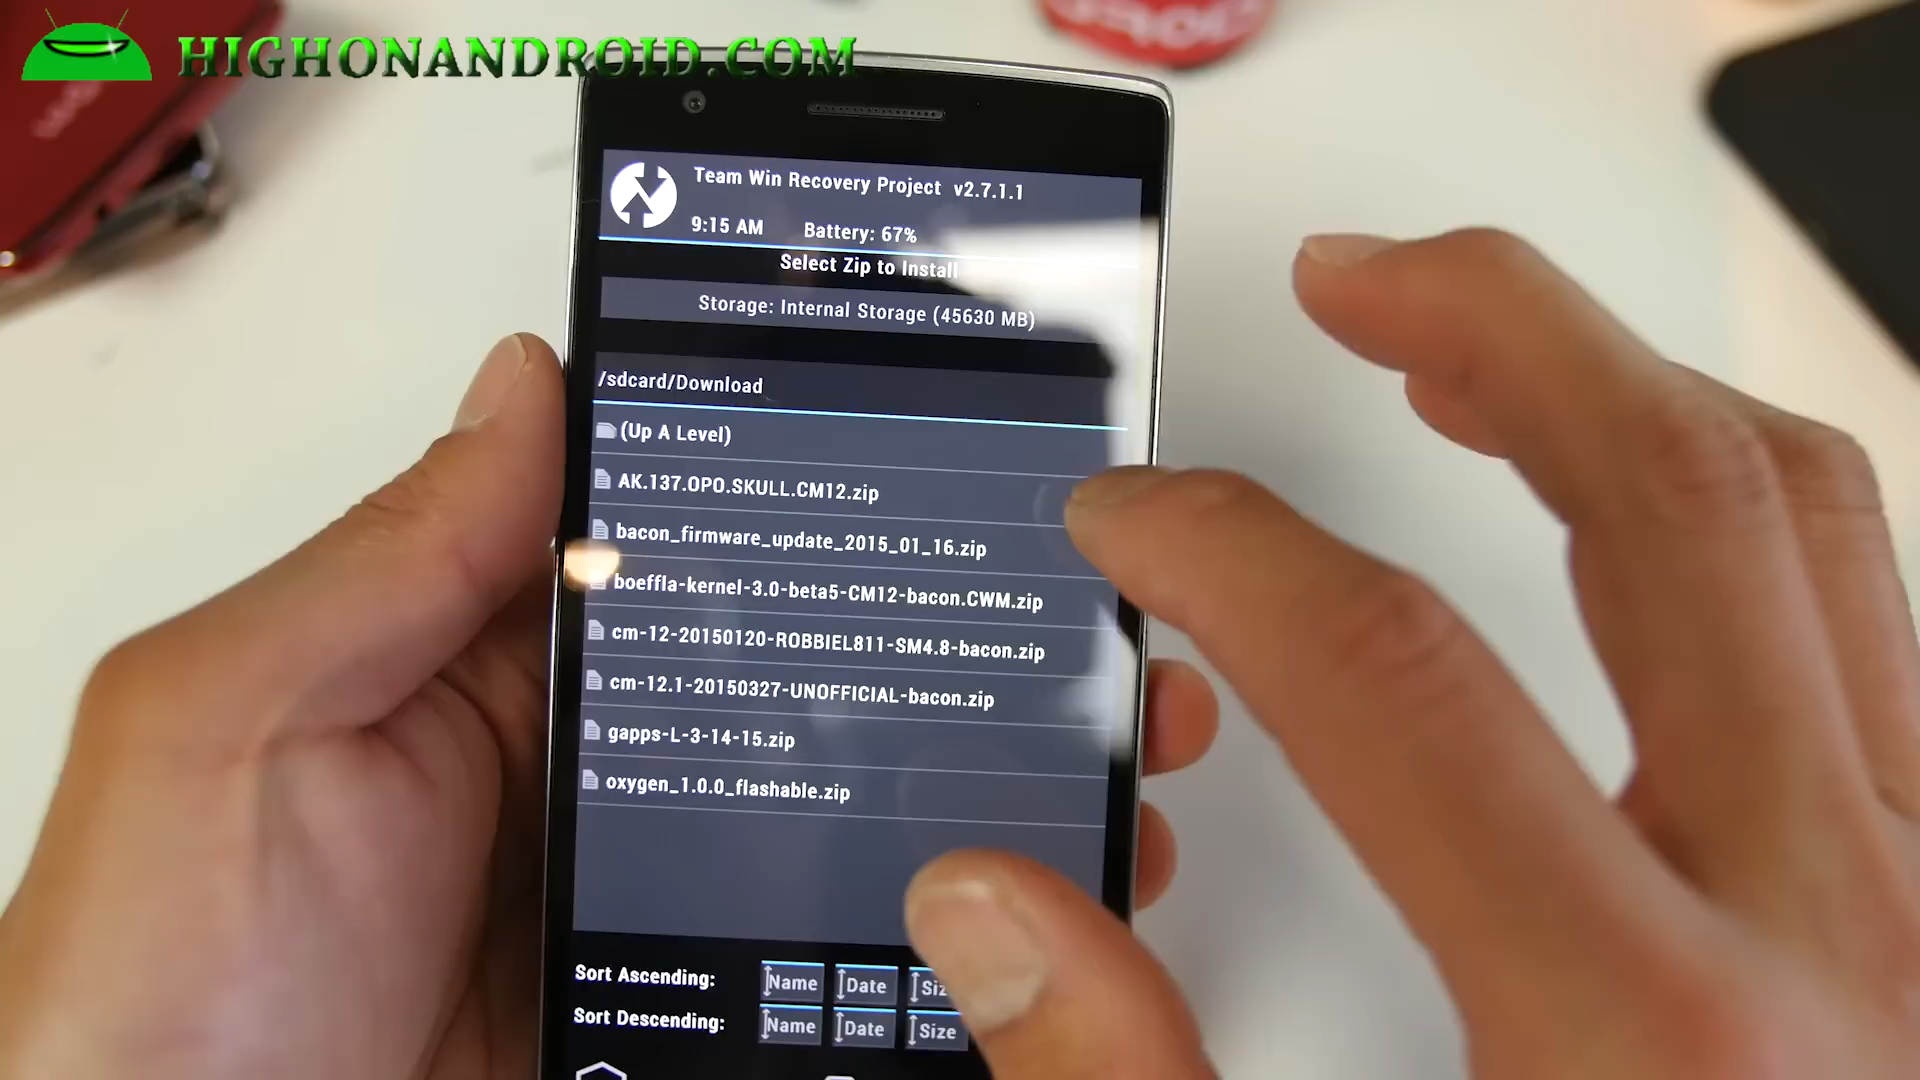 HIGHONANDROID.COM
Team Win Recovery Project v2.7.1.1
9:15 AM Battery: 67%
Select Zip to Install
Storage: Internal Storage (45630 MB)
/sdcard/Download
(Up A Level)
AK.137.OPO.SKULL.CM12.zip
bacon_firmware_update_2015_01_16.zip
boeffla-kernel-3.0-beta5-CM12-bacon.CWM.zip
cm-12-20150120-ROBBIEL811-SM4.8-bacon.zip
cm-12.1-20150327-UNOFFICIAL-bacon.zip
gapps-L-3-14-15.zip
oxygen_1.0.0_flashable.zip
Sort Ascending: Name Date Siz
Sort Descending: Name Date Size